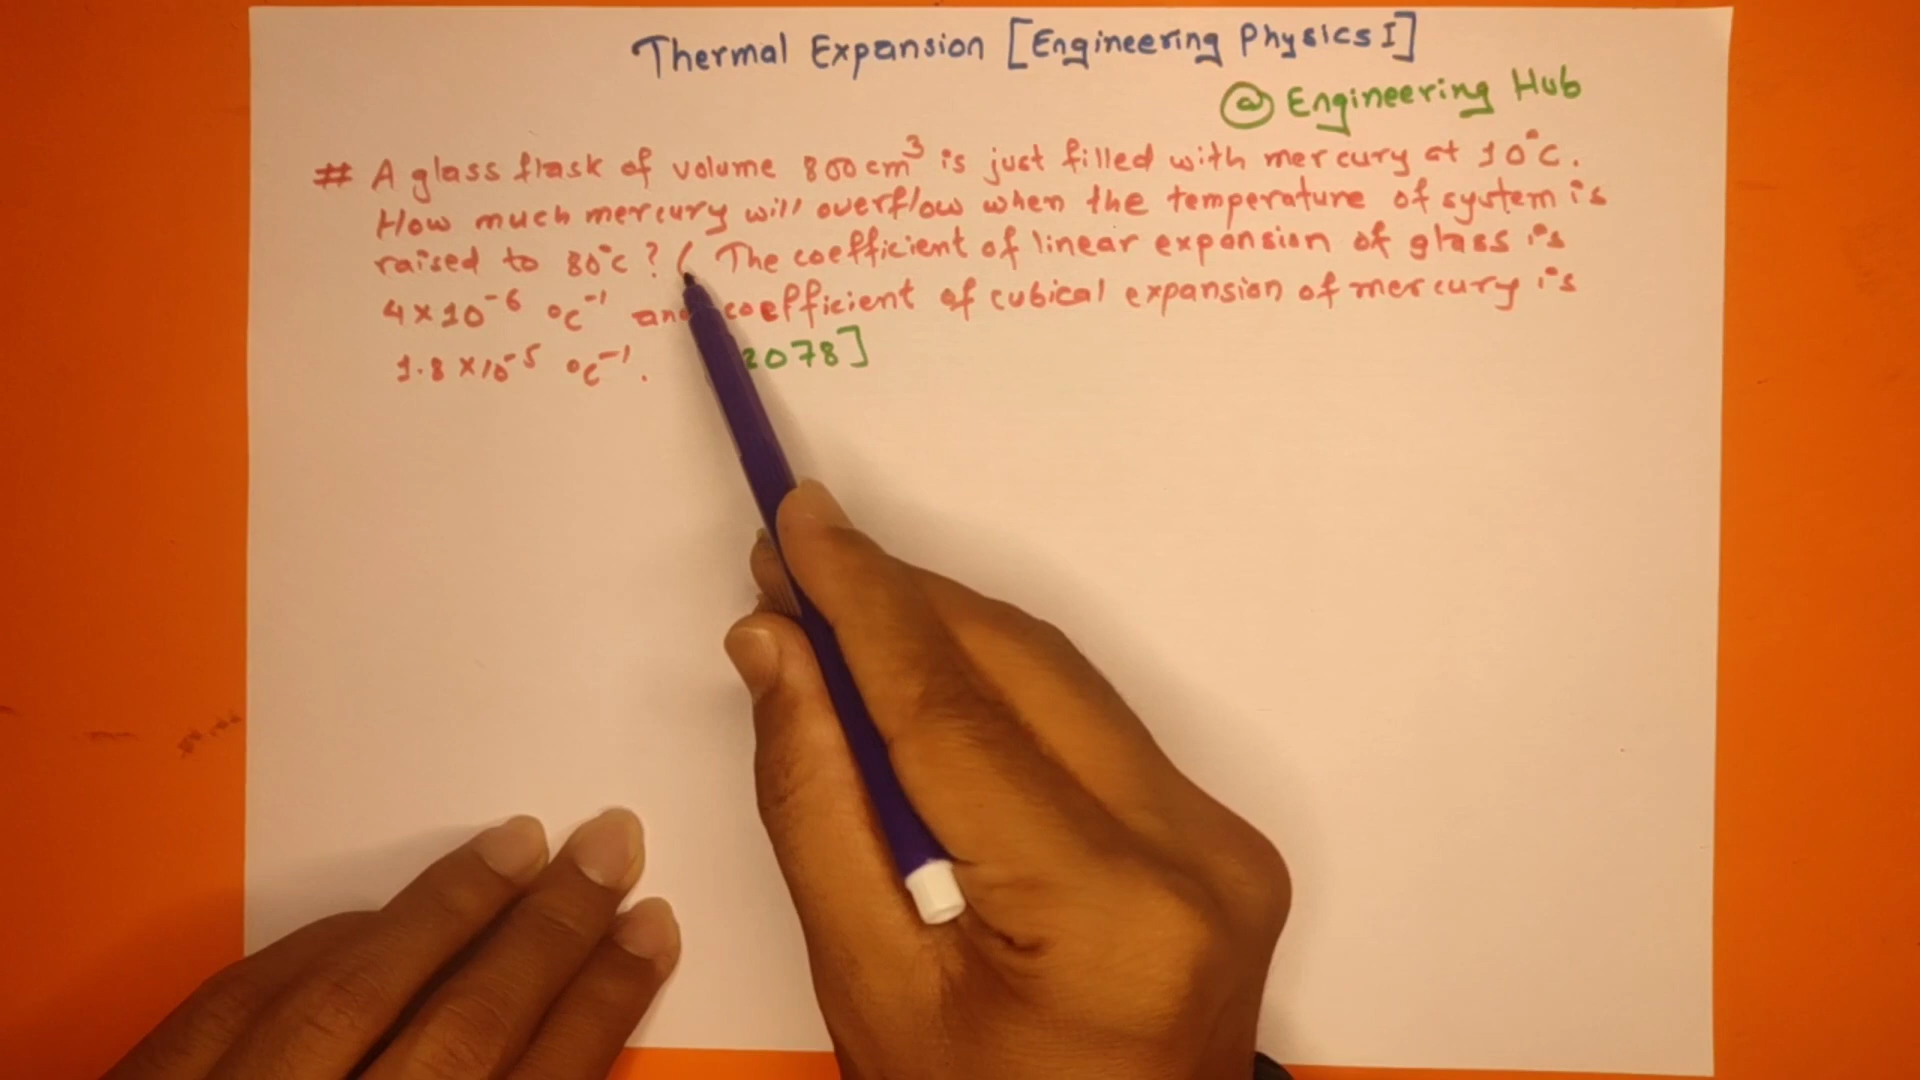 Thermal Expansion [Engineering Physics I]
@ Engineering Hub
# A glass flask of volume 800 cm³ is just filled with mercury at 10°C.
How much mercury will overflow when the temperature of system is
raised to 80°C ? ( The coefficient of linear expansion of glass is
4×10⁻⁶ °C⁻¹ and coefficient of cubical expansion of mercury is
1.8×10⁻⁵ °C⁻¹. 2078]